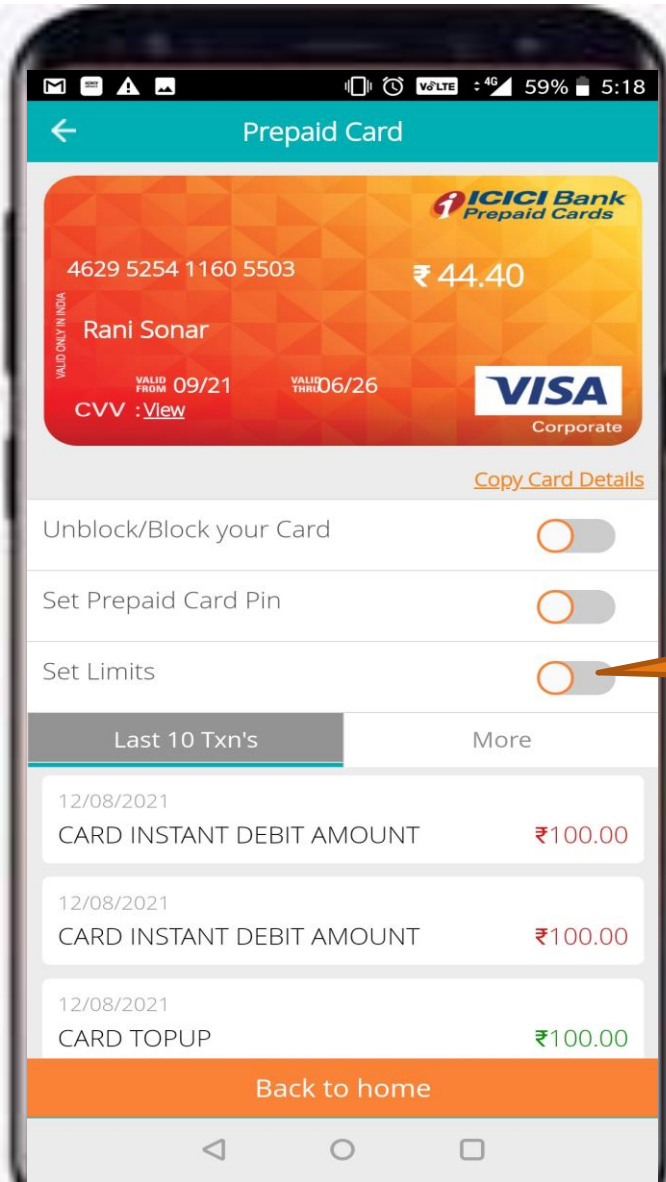 VoLTE 4G 59% 5:18
Prepaid Card
ICICI Bank
Prepaid Cards
4629 5254 1160 5503 ₹ 44.40
VALID ONLY IN INDIA
Rani Sonar
VALID FROM 09/21 VALID THRU 06/26
CVV : View
VISA
Corporate
Copy Card Details
Unblock/Block your Card
Set Prepaid Card Pin
Set Limits
Last 10 Txn's More
12/08/2021
CARD INSTANT DEBIT AMOUNT ₹100.00
12/08/2021
CARD INSTANT DEBIT AMOUNT ₹100.00
12/08/2021
CARD TOPUP ₹100.00
Back to home